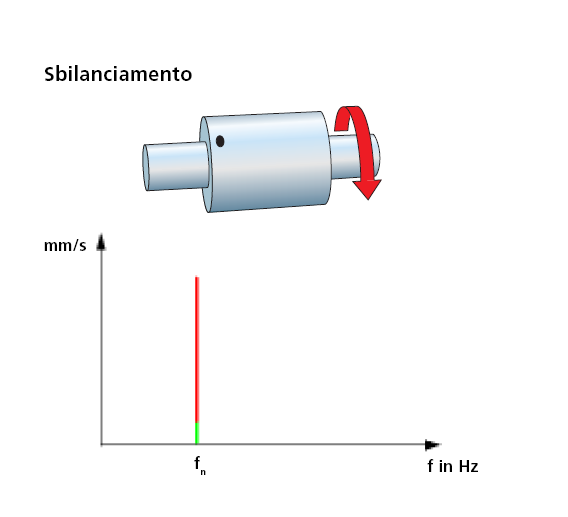 Sbilanciamento
mm/s
fn
f in Hz